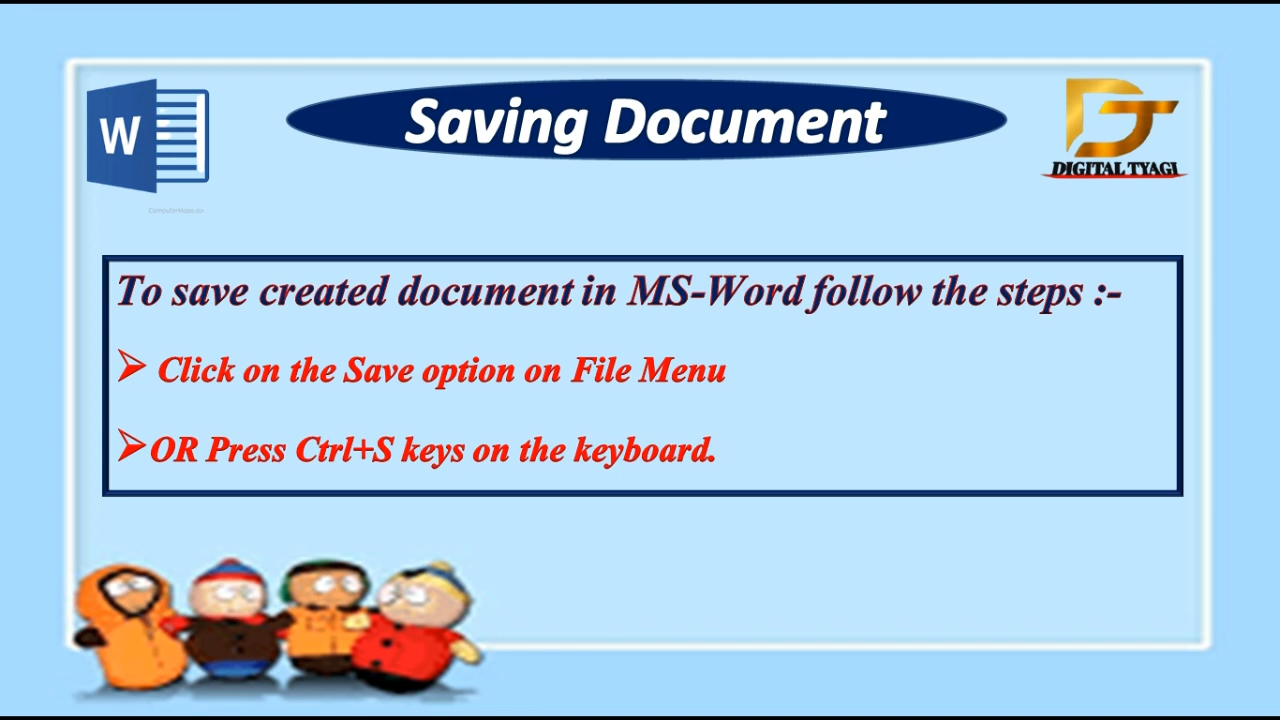 W
Saving Document
DIGITAL TYAGI
To save created document in MS-Word follow the steps :-
Click on the Save option on File Menu
OR Press Ctrl+S keys on the keyboard.